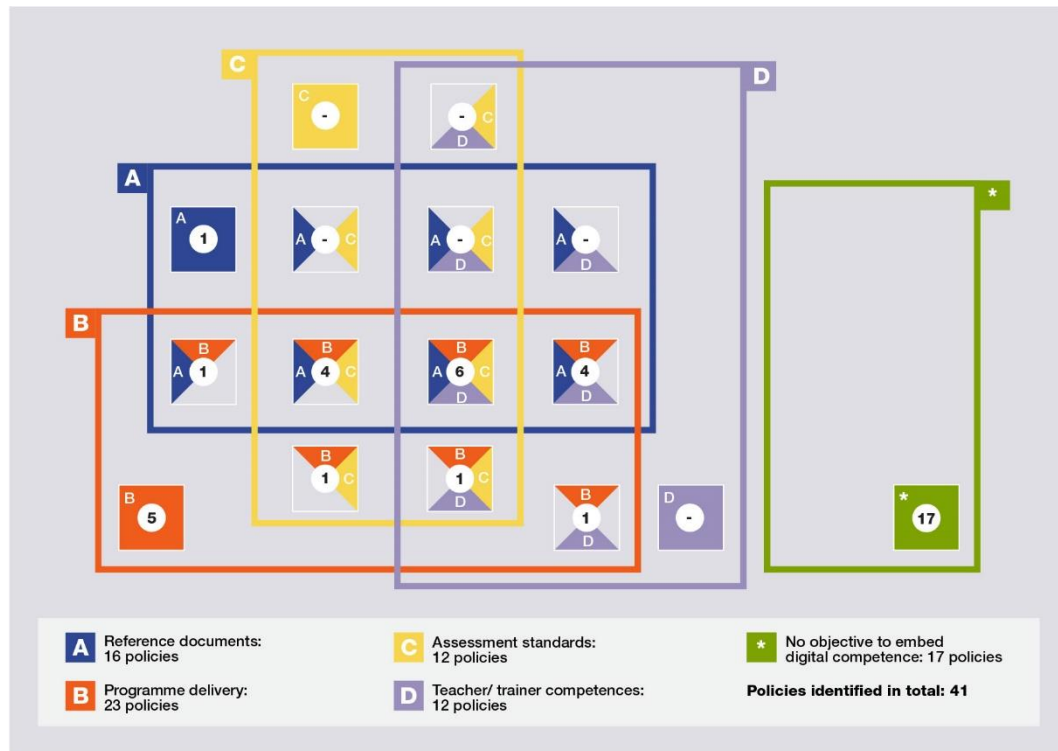 C
D
C
-
C
D
-
A
*
A
1
A
C
-
A
C
D
-
A
D
-
B
B
A
1
B
A
C
4
B
A
C
D
6
B
A
D
4
B
C
1
B
C
D
1
B
5
B
D
1
D
-
*
17
A
Reference documents:
16 policies
C
Assessment standards:
12 policies
*
No objective to embed
digital competence: 17 policies
B
Programme delivery:
23 policies
D
Teacher/ trainer competences:
12 policies
Policies identified in total: 41